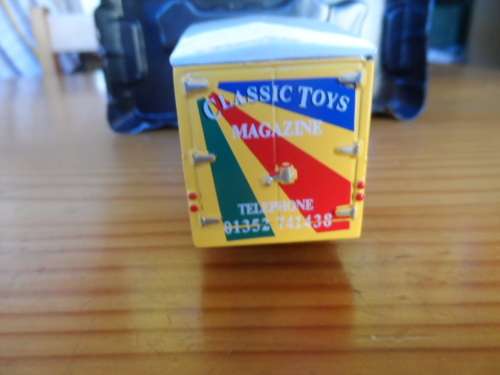 CLASSIC TOYS
MAGAZINE
TELEPHONE
01352 741438